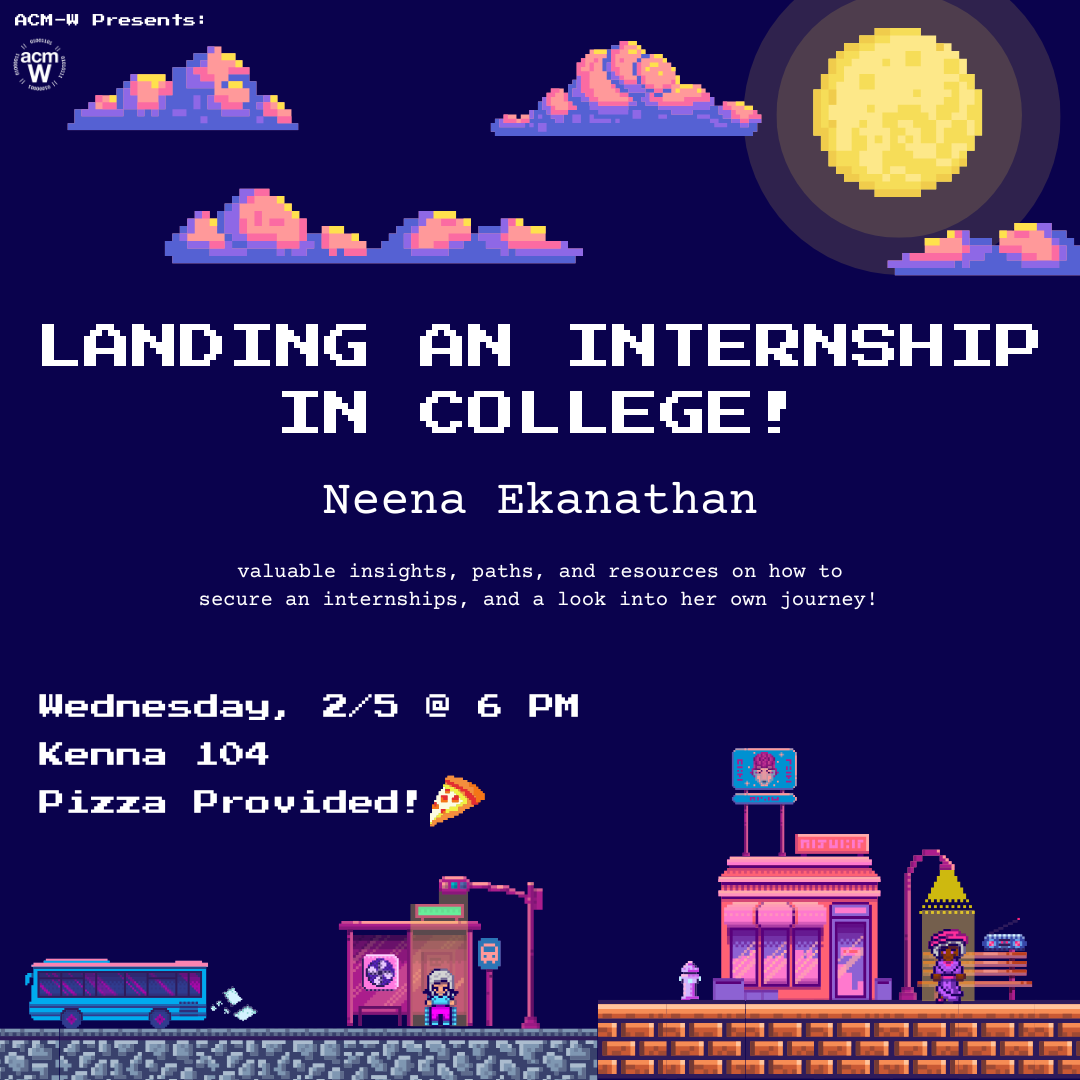 ACM-W Presents:
acm
W
LANDING AN INTERNSHIP
IN COLLEGE!
Neena Ekanathan
valuable insights, paths, and resources on how to
secure an internships, and a look into her own journey!
Wednesday, 2/5 @ 6 PM
Kenna 104
Pizza Provided!